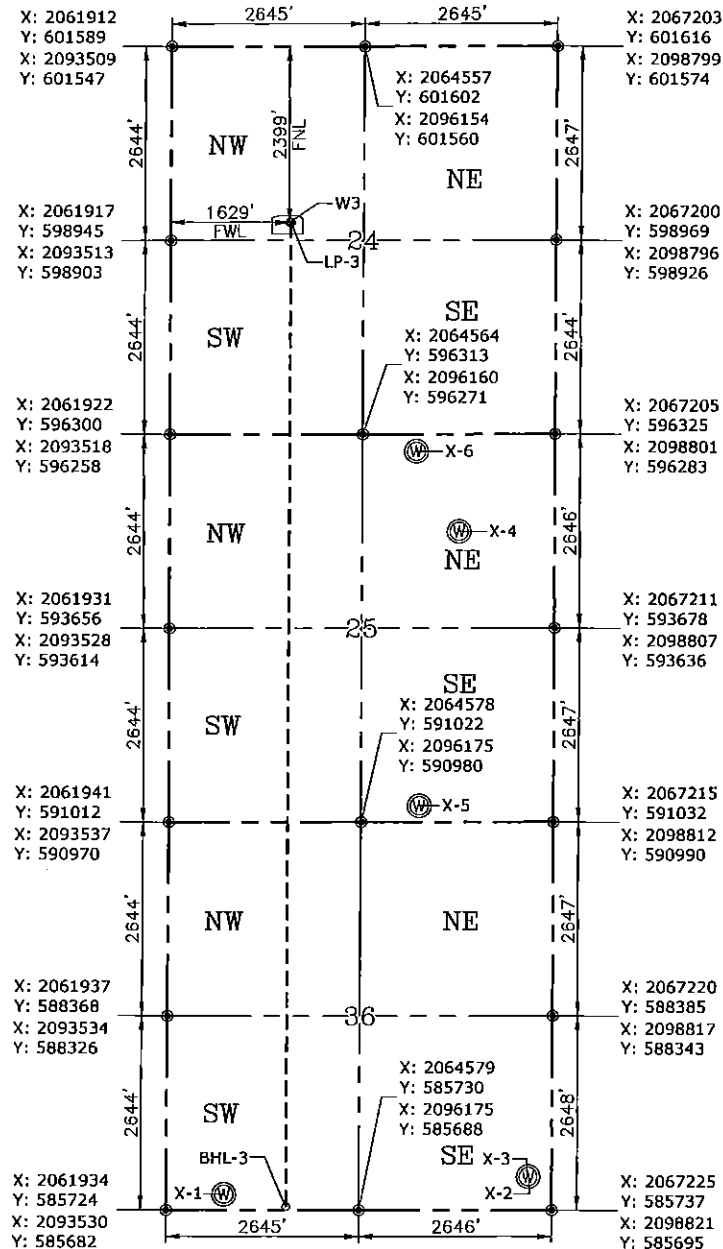 2645' 2645'
X: 2061912
Y: 601589
X: 2093509
Y: 601547
X: 2067203
Y: 601616
X: 2098799
Y: 601574
X: 2064557
Y: 601602
X: 2096154
Y: 601560
2644'
2399'
FNL
2647'
NW
NE
1629'
FWL
W3
LP-3
24
X: 2061917
Y: 598945
X: 2093513
Y: 598903
X: 2067200
Y: 598969
X: 2098796
Y: 598926
2644'
SW
SE
2644'
X: 2064564
Y: 596313
X: 2096160
Y: 596271
X: 2061922
Y: 596300
X: 2093518
Y: 596258
X: 2067205
Y: 596325
X: 2098801
Y: 596283
W X-6
2644'
NW
W X-4
NE
2646'
X: 2061931
Y: 593656
X: 2093528
Y: 593614
25
X: 2067211
Y: 593678
X: 2098807
Y: 593636
2644'
SW
SE
2647'
X: 2064578
Y: 591022
X: 2096175
Y: 590980
W X-5
X: 2061941
Y: 591012
X: 2093537
Y: 590970
X: 2067215
Y: 591032
X: 2098812
Y: 590990
2644'
NW
NE
2647'
X: 2061937
Y: 588368
X: 2093534
Y: 588326
36
X: 2067220
Y: 588385
X: 2098817
Y: 588343
2644'
SW
2648'
X: 2064579
Y: 585730
X: 2096175
Y: 585688
BHL-3
SE
X-3
X-1 W
X-2 W
X: 2061934
Y: 585724
X: 2093530
Y: 585682
X: 2067225
Y: 585737
X: 2098821
Y: 585695
2645' 2646'